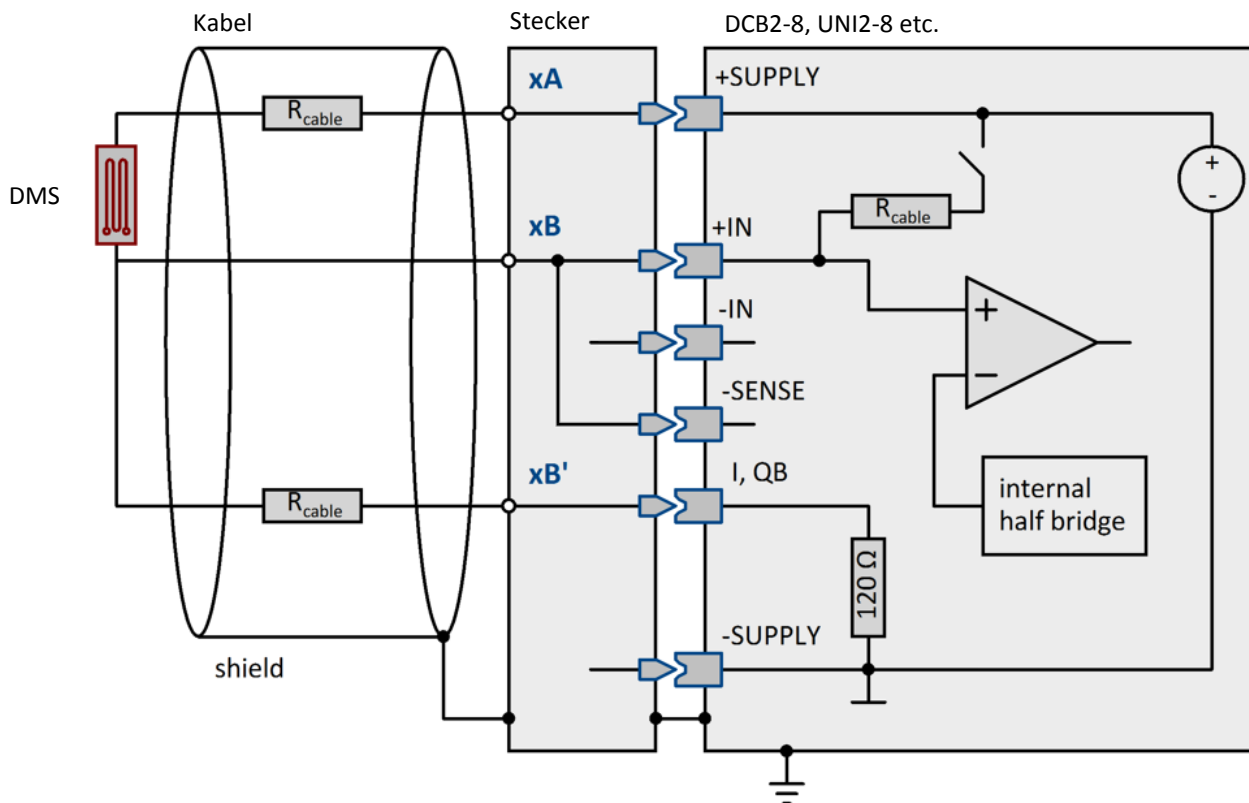 Kabel
Stecker
DCB2-8, UNI2-8 etc.
xA
+SUPPLY
Rcable
+
-
DMS
xB
+IN
Rcable
-IN
+
−
-SENSE
xB'
I, QB
Rcable
internal
half bridge
120 Ω
-SUPPLY
shield